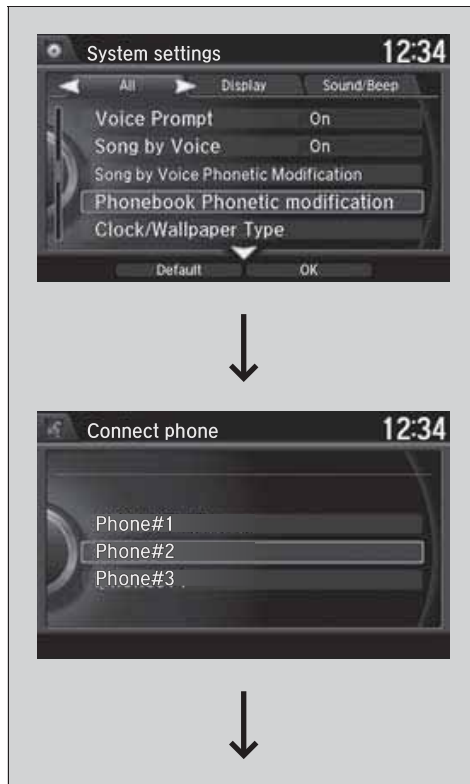 System settings 12:34
All Display Sound/Beep
Voice Prompt On
Song by Voice On
Song by Voice Phonetic Modification
Phonebook Phonetic modification
Clock/Wallpaper Type
Default OK
Connect phone 12:34
Phone#1
Phone#2
Phone#3